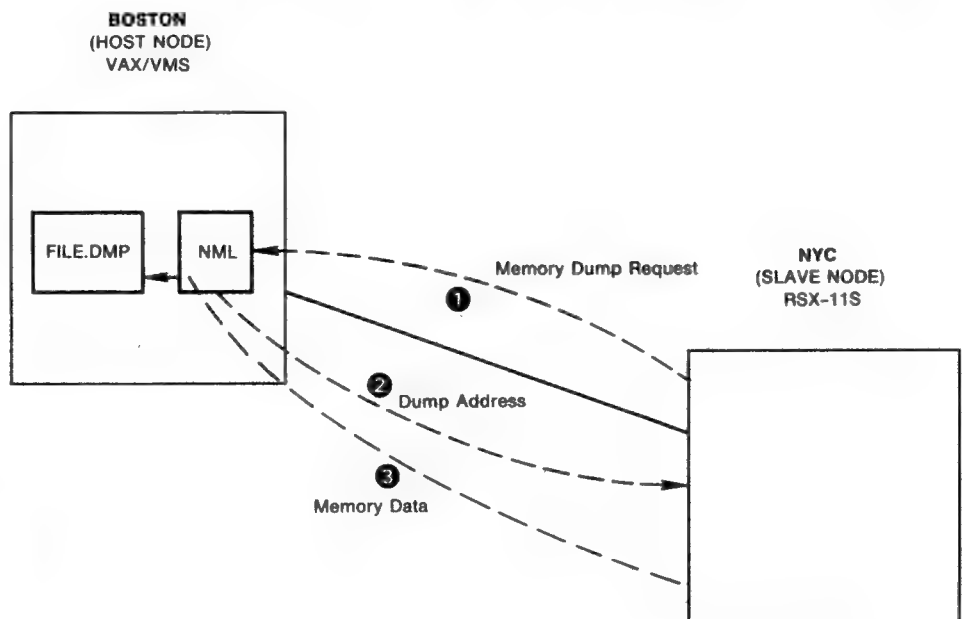 BOSTON
(HOST NODE)
VAX/VMS
FILE.DMP
NML
Memory Dump Request
1
NYC
(SLAVE NODE)
RSX-11S
2
Dump Address
3
Memory Data